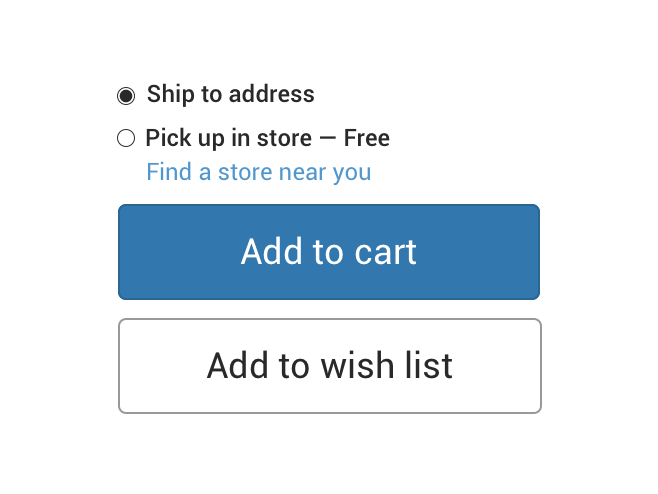 Ship to address
Pick up in store — Free
Find a store near you
Add to cart
Add to wish list